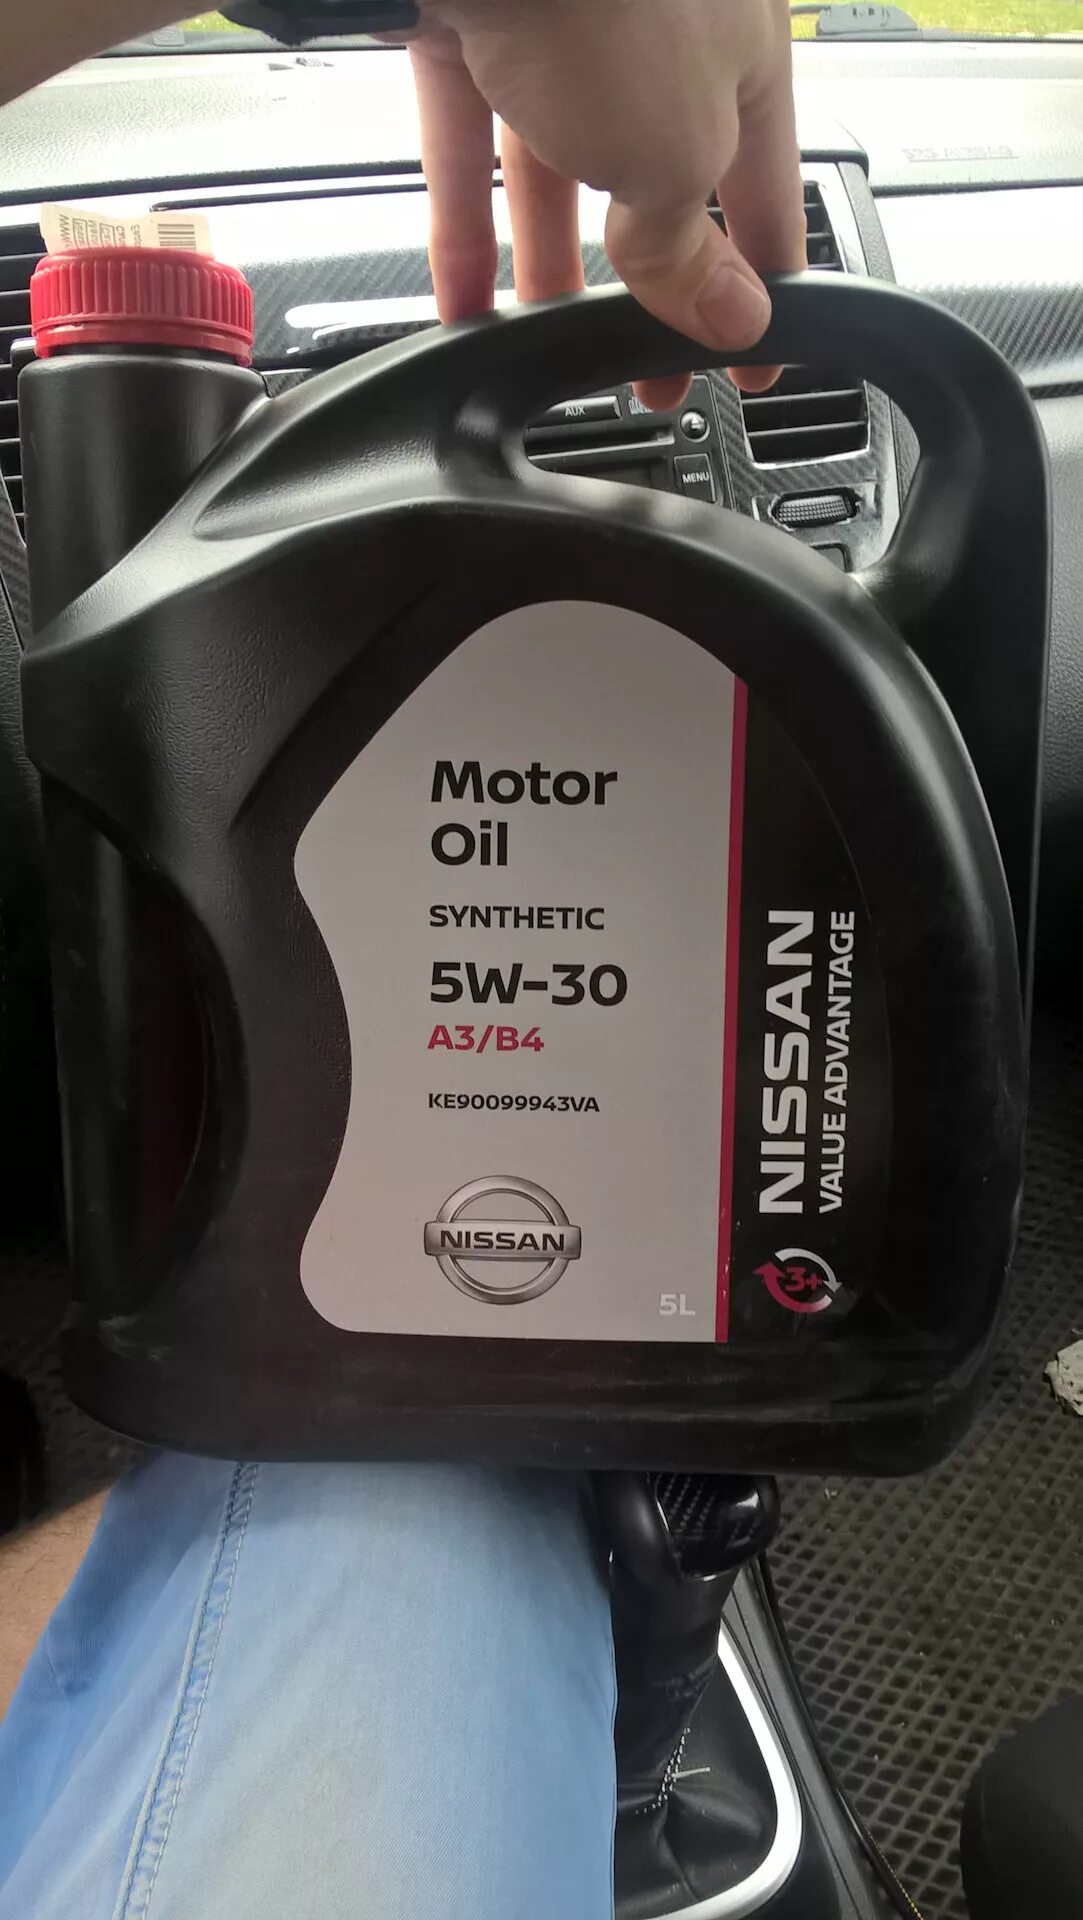 AUX
MENU
Motor
Oil
SYNTHETIC
5W-30
A3/B4
KE90099943VA
NISSAN
5L
NISSAN
VALUE ADVANTAGE
3+